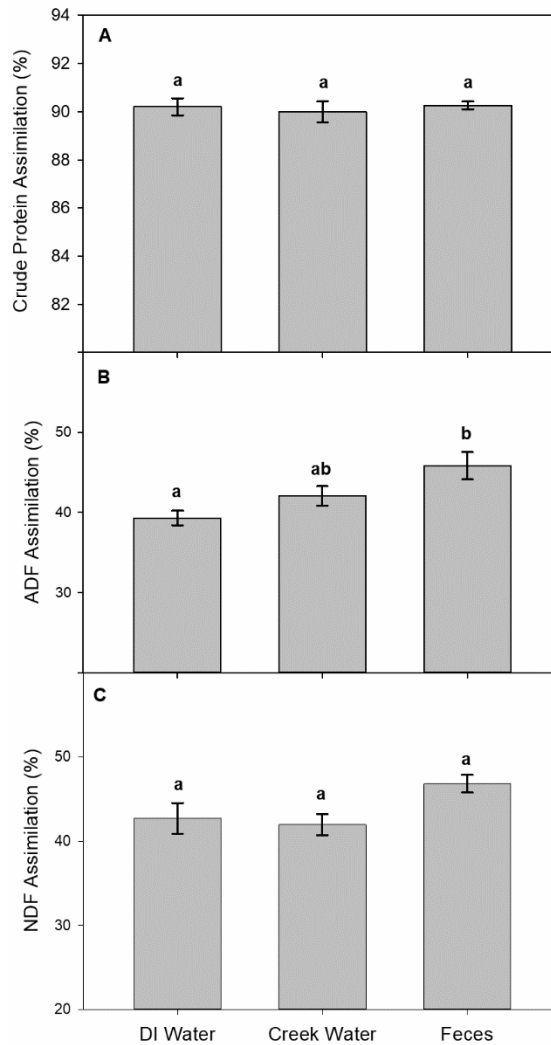 94
A
92
a
a
a
90
88
86
84
82
Crude Protein Assimilation (%)
B
50
b
ab
a
40
30
ADF Assimilation (%)
C
50
a
a
a
40
30
20
NDF Assimilation (%)
DI Water
Creek Water
Feces